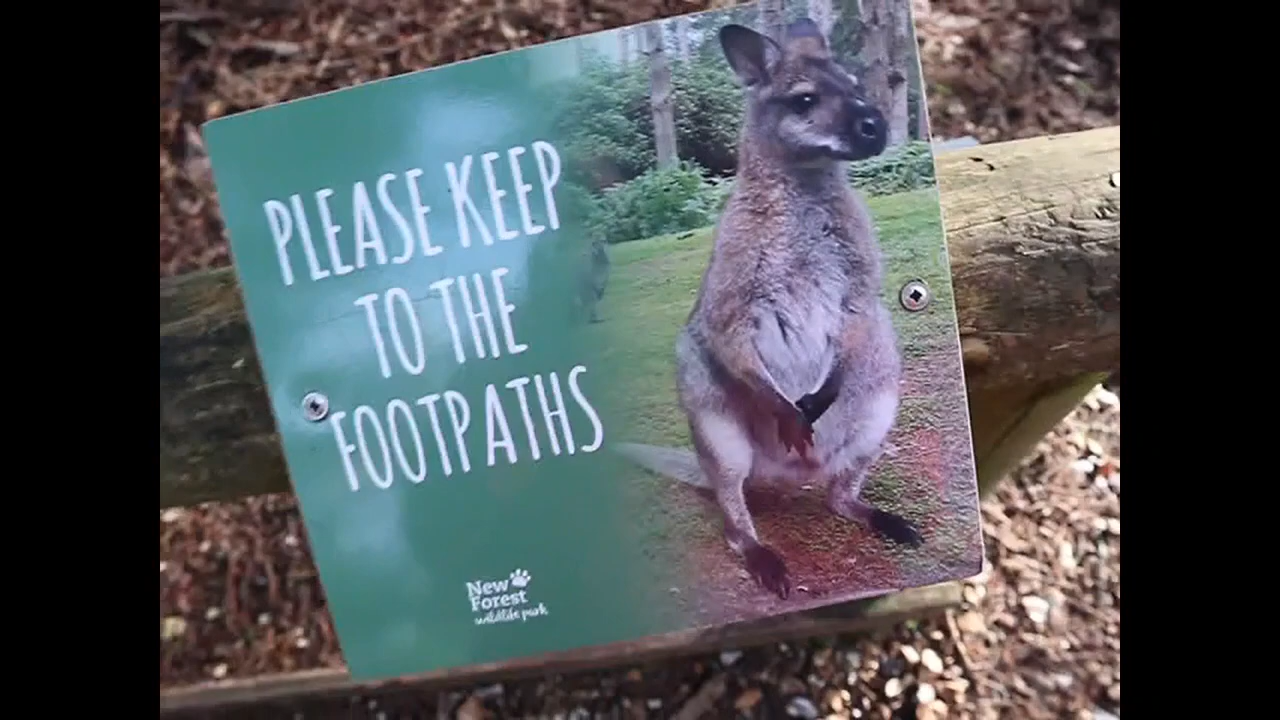 PLEASE KEEP
TO THE
FOOTPATHS
New
Forest
wildlife park